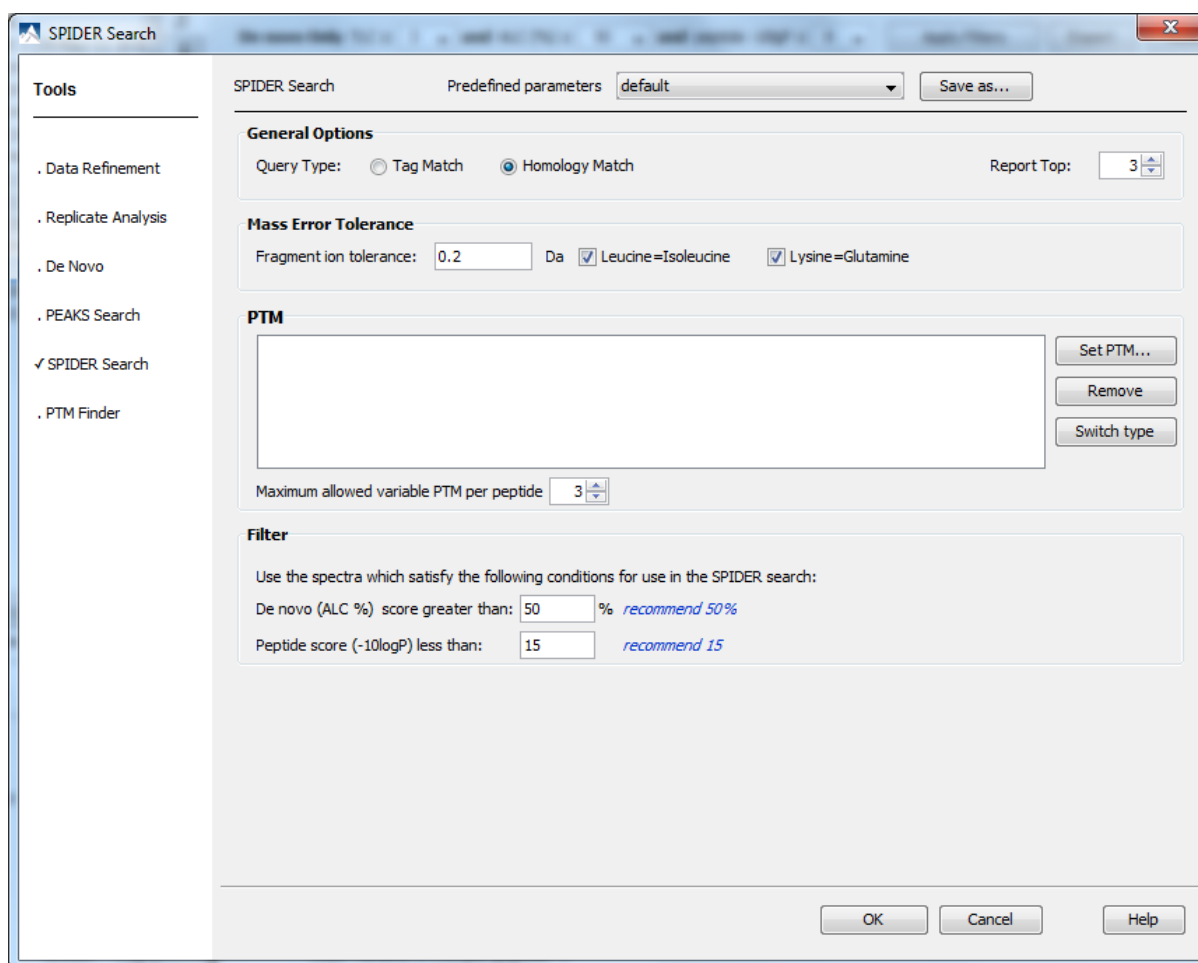 SPIDER Search
Tools
. Data Refinement
. Replicate Analysis
. De Novo
. PEAKS Search
✓ SPIDER Search
. PTM Finder
SPIDER Search Predefined parameters default Save as...
General Options
Query Type: Tag Match Homology Match Report Top: 3
Mass Error Tolerance
Fragment ion tolerance: 0.2 Da Leucine=Isoleucine Lysine=Glutamine
PTM
Set PTM...
Remove
Switch type
Maximum allowed variable PTM per peptide 3
Filter
Use the spectra which satisfy the following conditions for use in the SPIDER search:
De novo (ALC %) score greater than: 50 % recommend 50%
Peptide score (-10logP) less than: 15 recommend 15
OK Cancel Help